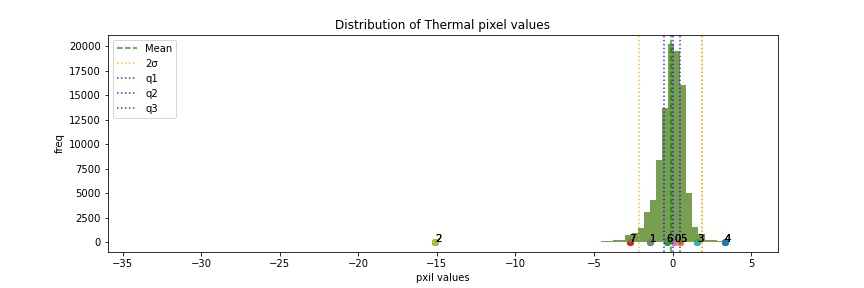 Distribution of Thermal pixel values
Mean
2σ
q1
q2
q3
freq
20000
17500
15000
12500
10000
7500
5000
2500
0
2 7 1 6 0 5 3 4
−35 −30 −25 −20 −15 −10 −5 0 5
pxil values